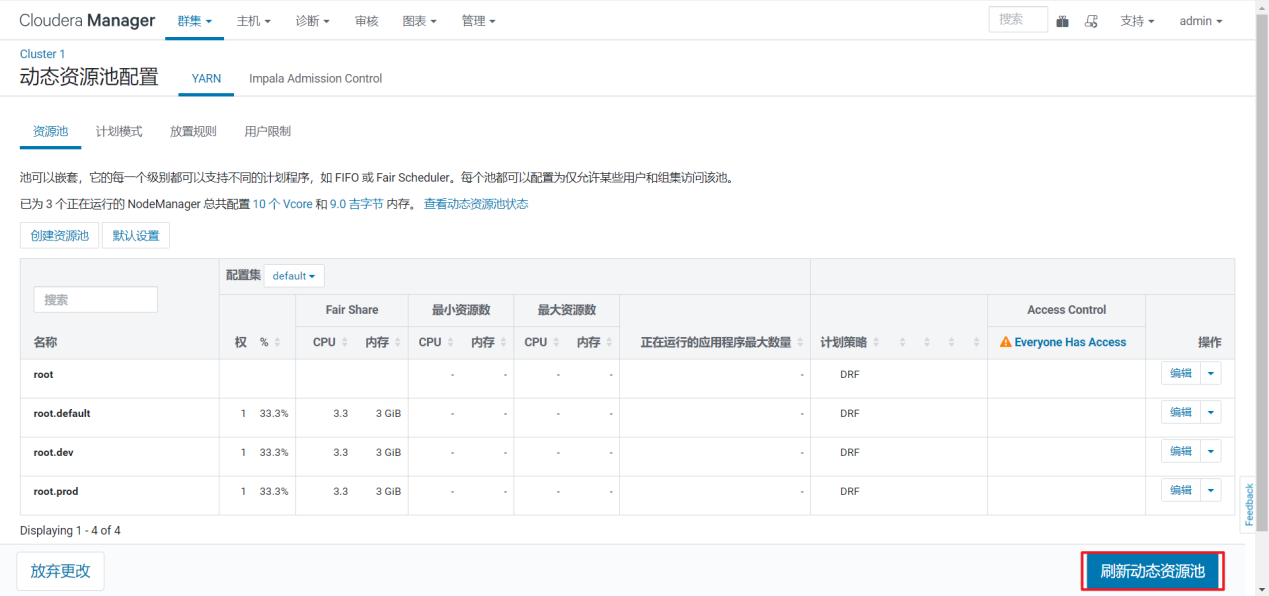 Cloudera Manager 群集 主机 诊断 审核 图表 管理 搜索 支持 admin
Cluster 1
动态资源池配置 YARN Impala Admission Control
资源池 计划模式 放置规则 用户限制
池可以嵌套，它的每一个级别都可以支持不同的计划程序，如 FIFO 或 Fair Scheduler。每个池都可以配置为仅允许某些用户和组集访问该池。
已为 3 个正在运行的 NodeManager 总共配置 10 个 Vcore 和 9.0 吉字节 内存。 查看动态资源池状态
创建资源池 默认设置
配置集 default
搜索
Fair Share 最小资源数 最大资源数 Access Control
名称 权 % CPU 内存 CPU 内存 CPU 内存 正在运行的应用程序最大数量 计划策略 Everyone Has Access 操作
root - - - - - DRF 编辑
root.default 1 33.3% 3.3 3 GiB - - - - - DRF 编辑
root.dev 1 33.3% 3.3 3 GiB - - - - - DRF 编辑
root.prod 1 33.3% 3.3 3 GiB - - - - - DRF 编辑
Feedback
Displaying 1 - 4 of 4
放弃更改 刷新动态资源池